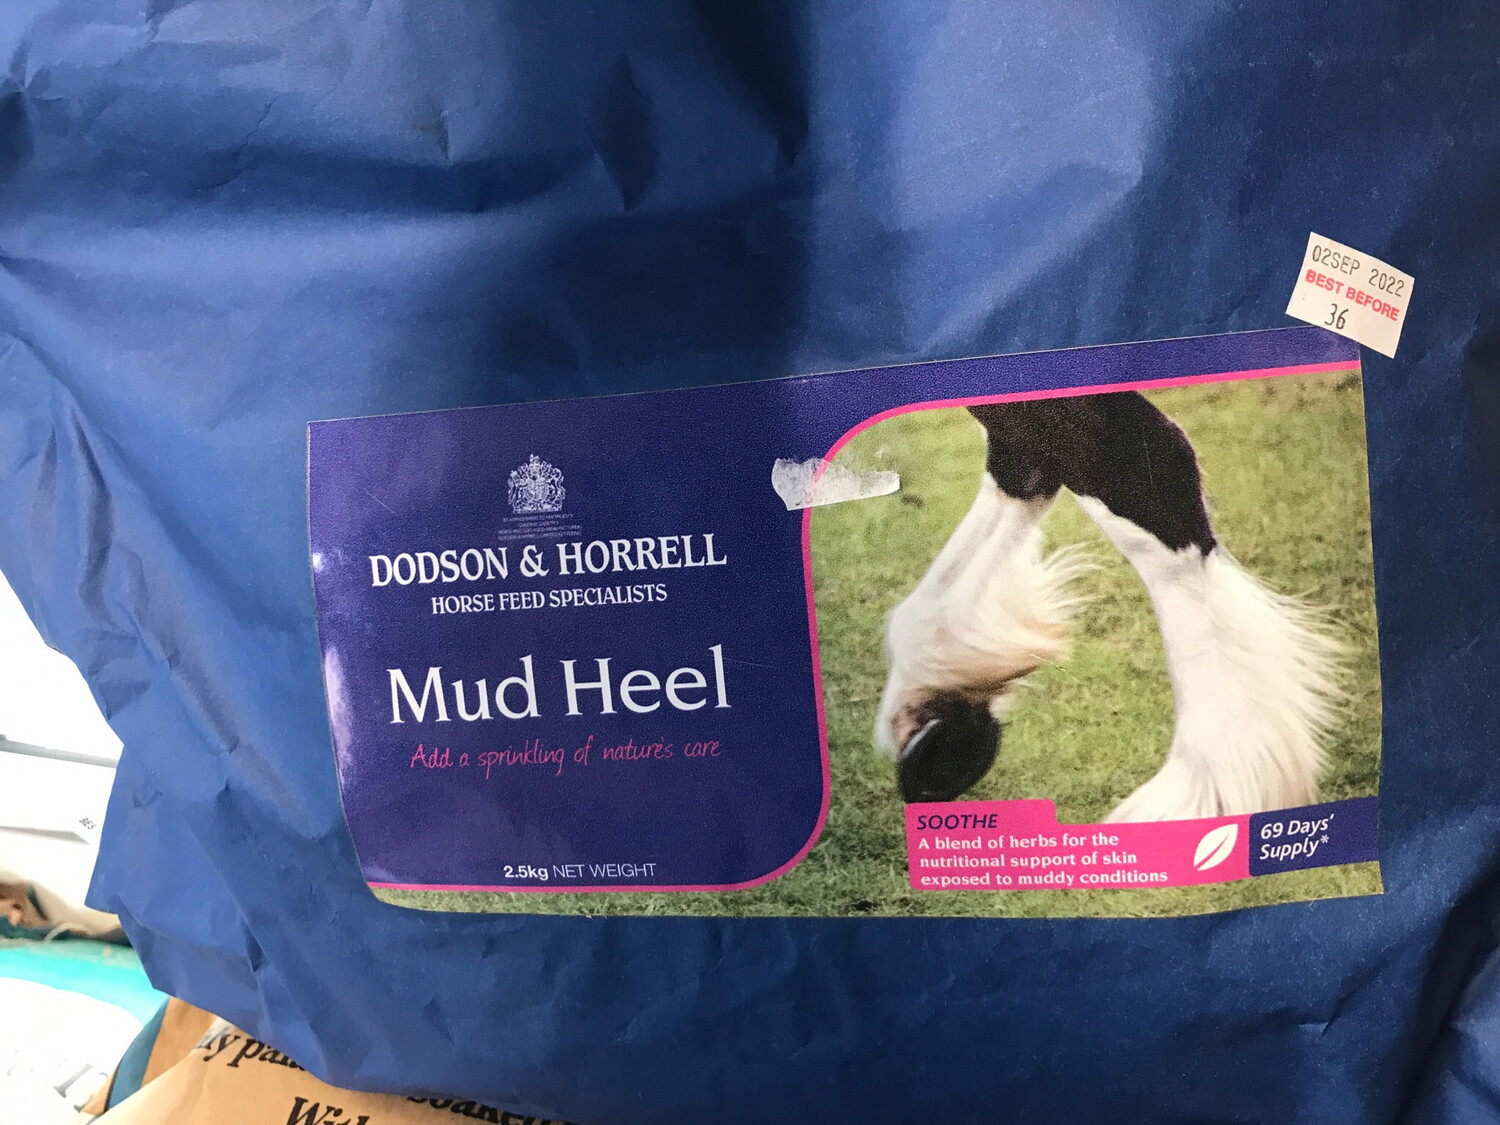 02SEP 2022
BEST BEFORE
36
DODSON & HORRELL
HORSE FEED SPECIALISTS
Mud Heel
Add a sprinkling of nature's care
2.5kg NET WEIGHT
SOOTHE
A blend of herbs for the
nutritional support of skin
exposed to muddy conditions
69 Days'
Supply*
With